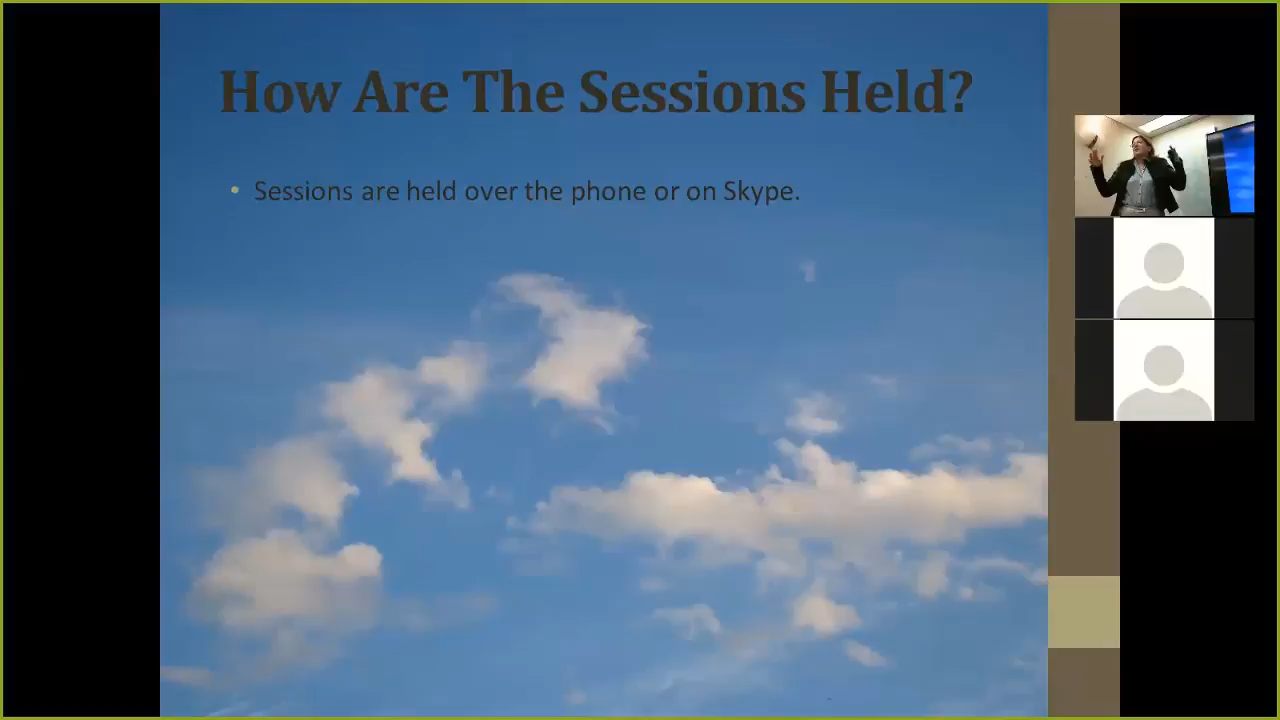 How Are The Sessions Held?
• Sessions are held over the phone or on Skype.